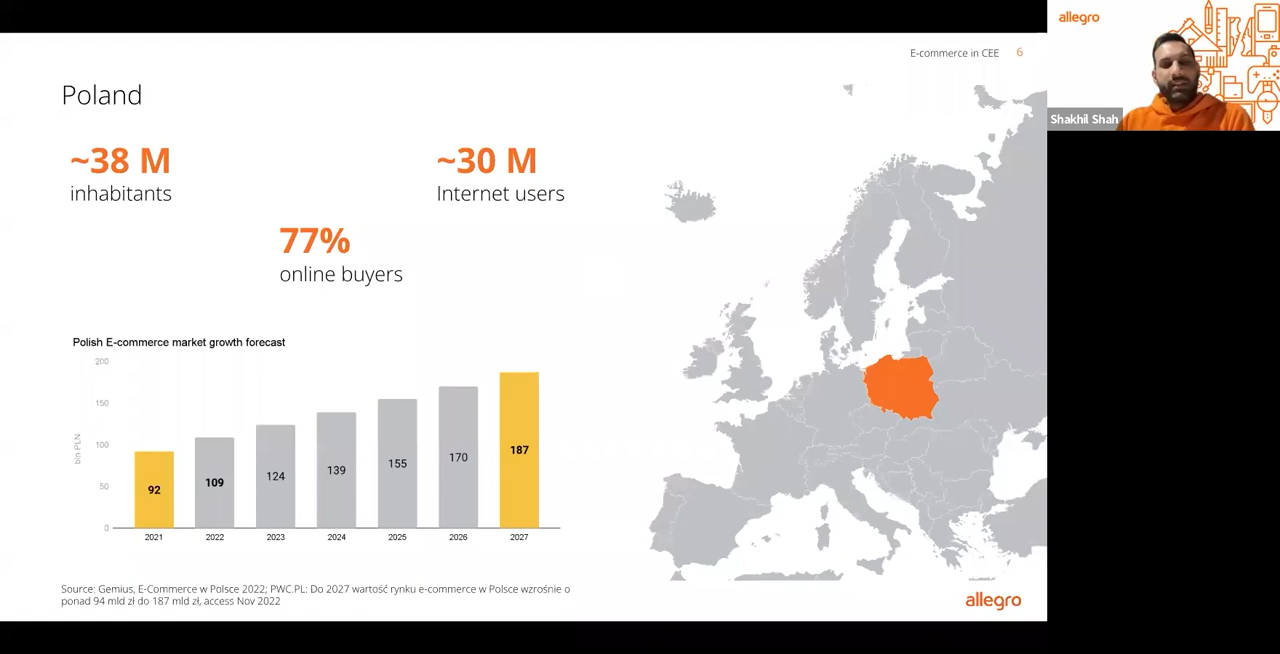 E-commerce in CEE 6
Poland
~38 M
inhabitants
~30 M
Internet users
77%
online buyers
Polish E-commerce market growth forecast
bln PLN
200
150
100
50
0
92
109
124
139
155
170
187
2021
2022
2023
2024
2025
2026
2027
Source: Gemius, E-Commerce w Polsce 2022; PWC.PL: Do 2027 wartość rynku e-commerce w Polsce wzrośnie o
ponad 94 mld zł do 187 mld zł, access Nov 2022
allegro
allegro
Shakhil Shah